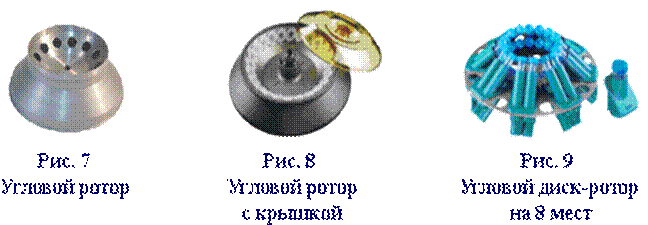 Рис. 7
Угловой ротор
Рис. 8
Угловой ротор
с крышкой
Рис. 9
Угловой диск-ротор
на 8 мест